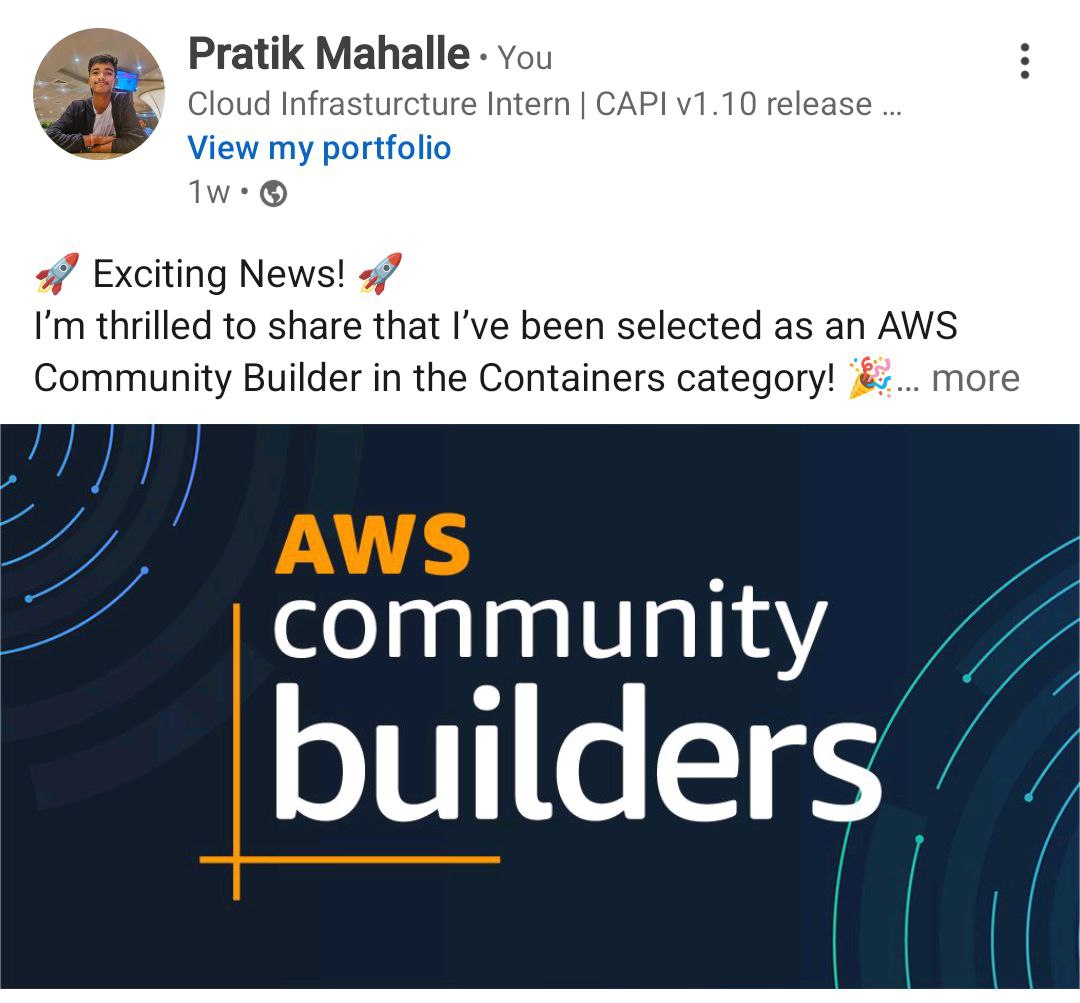 Pratik Mahalle • You
Cloud Infrasturcture Intern | CAPI v1.10 release ...
View my portfolio
1w •
🚀 Exciting News! 🚀
I’m thrilled to share that I’ve been selected as an AWS
Community Builder in the Containers category! 🎉... more
AWS
community
builders